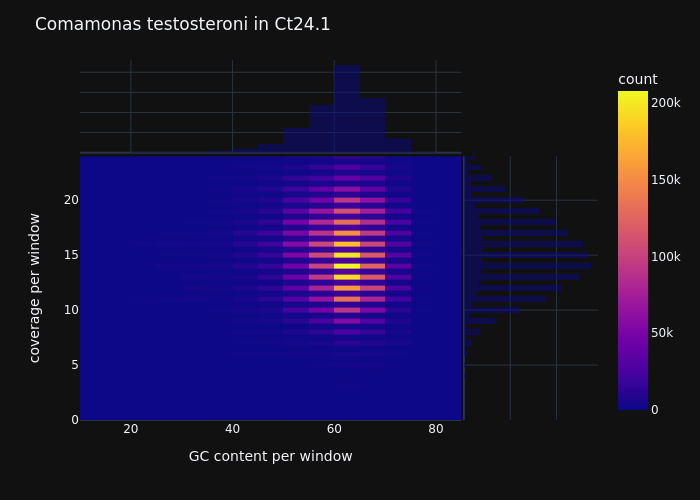 Comamonas testosteroni in Ct24.1
count
200k
150k
100k
50k
0
coverage per window
20
15
10
5
0
20
40
60
80
GC content per window